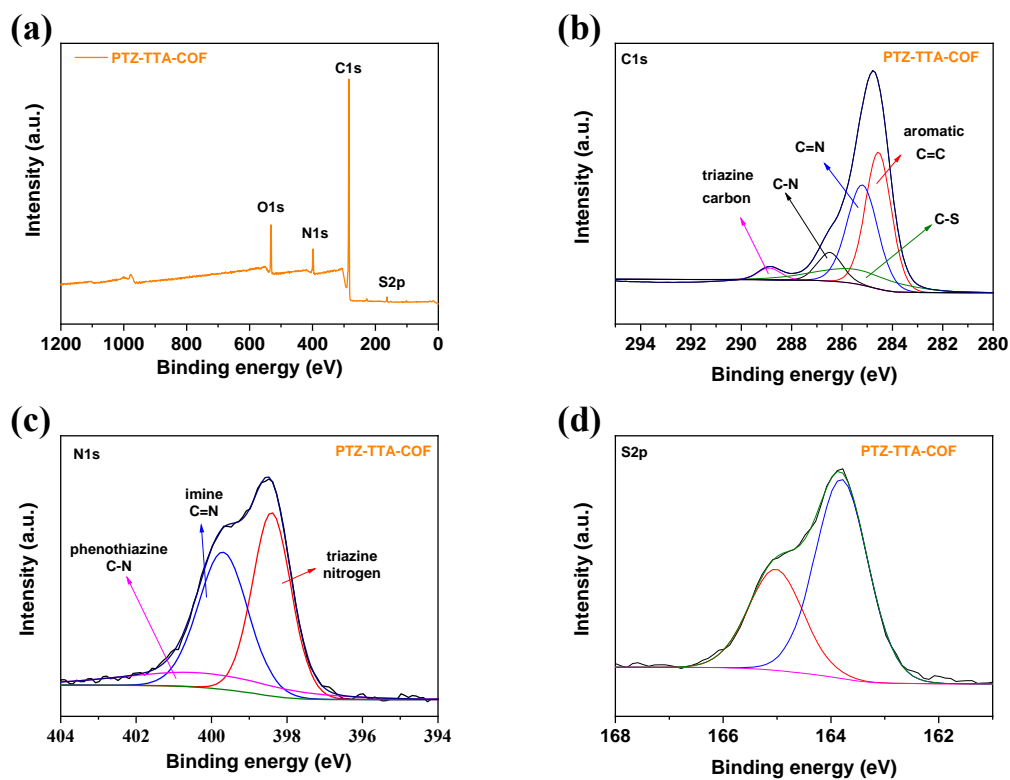 (a)
PTZ-TTA-COF
C1s
O1s
N1s
S2p
Intensity (a.u.)
1200 1000 800 600 400 200 0
Binding energy (eV)
(b)
C1s
PTZ-TTA-COF
aromatic
C=C
C=N
triazine
carbon
C-N
C-S
Intensity (a.u.)
294 292 290 288 286 284 282 280
Binding energy (eV)
(c)
N1s
PTZ-TTA-COF
imine
C=N
phenothiazine
C-N
triazine
nitrogen
Intensity (a.u.)
404 402 400 398 396 394
Binding energy (eV)
(d)
S2p
PTZ-TTA-COF
Intensity (a.u.)
168 166 164 162
Binding energy (eV)